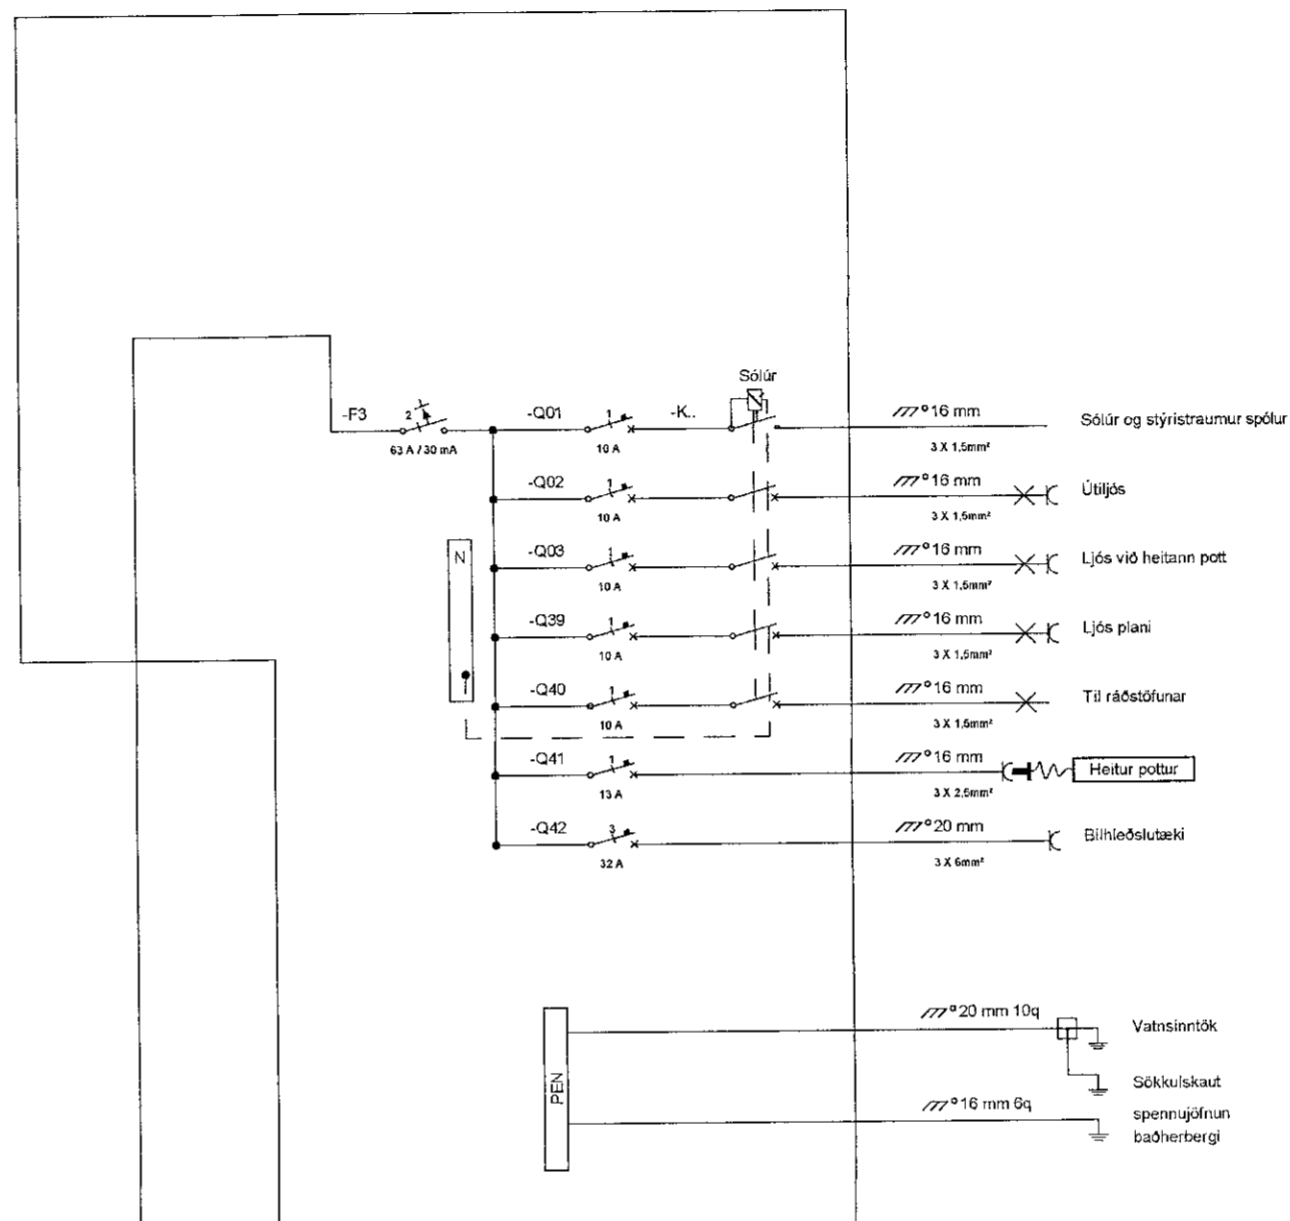 Sólúr
-F3
2
63 A / 30 mA
-Q01
1
10 A
-K..
16 mm
3 X 1,5mm²
Sólúr og stýristraumur spólur
-Q02
1
10 A
16 mm
3 X 1,5mm²
Útiljós
N
-Q03
1
10 A
16 mm
3 X 1,5mm²
Ljós við heitann pott
-Q39
1
10 A
16 mm
3 X 1,5mm²
Ljós plani
-Q40
1
10 A
16 mm
3 X 1,5mm²
Til ráðstöfunar
-Q41
1
13 A
16 mm
3 X 2,5mm²
Heitur pottur
-Q42
3
32 A
20 mm
3 X 6mm²
Bílhleðslutæki
PEN
20 mm 10q
Vatnsinntök
Sökkulskaut
16 mm 6q
spennujöfnun
baðherbergi